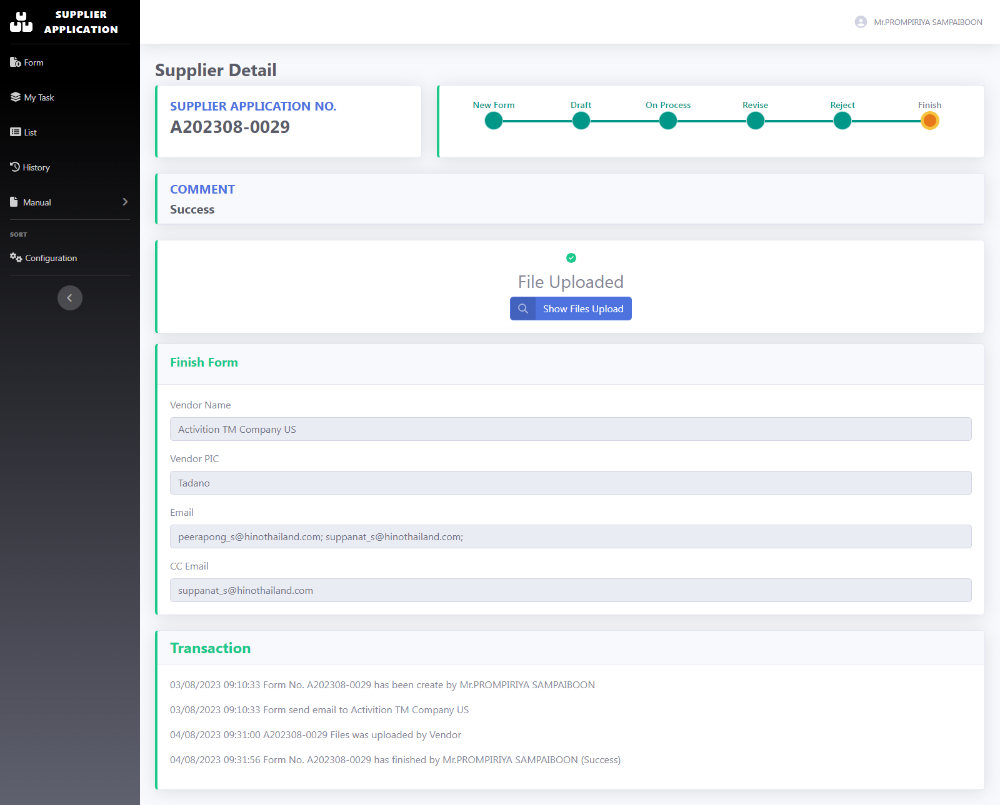 SUPPLIER
APPLICATION
Mr.PROMPIRIYA SAMPAIBOON
Form
My Task
List
History
Manual
SORT
Configuration
Supplier Detail
SUPPLIER APPLICATION NO.
A202308-0029
New Form
Draft
On Process
Revise
Reject
Finish
COMMENT
Success
File Uploaded
Show Files Upload
Finish Form
Vendor Name
Activition TM Company US
Vendor PIC
Tadano
Email
peerapong_s@hinothailand.com; suppanat_s@hinothailand.com;
CC Email
suppanat_s@hinothailand.com
Transaction
03/08/2023 09:10:33 Form No. A202308-0029 has been create by Mr.PROMPIRIYA SAMPAIBOON
03/08/2023 09:10:33 Form send email to Activition TM Company US
04/08/2023 09:31:00 A202308-0029 Files was uploaded by Vendor
04/08/2023 09:31:56 Form No. A202308-0029 has finished by Mr.PROMPIRIYA SAMPAIBOON (Success)